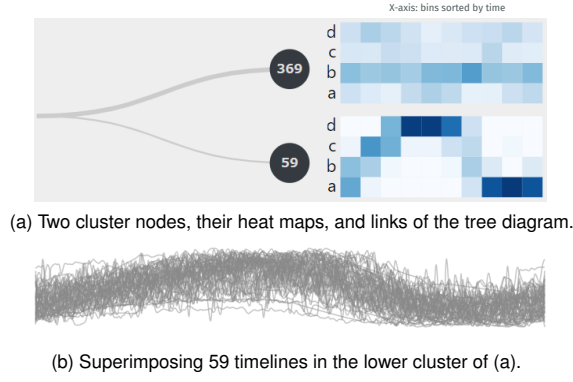 X-axis: bins sorted by time
d
c
369
b
a
d
c
59
b
a
(a) Two cluster nodes, their heat maps, and links of the tree diagram.
(b) Superimposing 59 timelines in the lower cluster of (a).